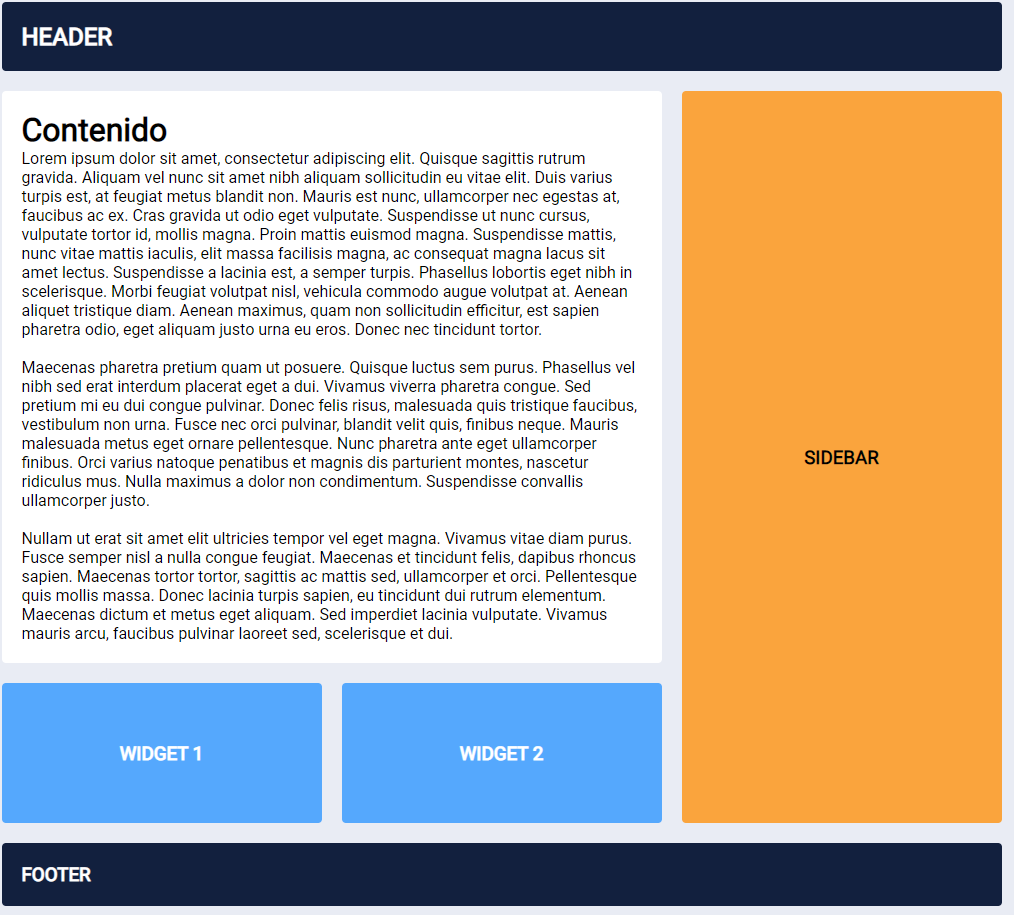 HEADER
Contenido
Lorem ipsum dolor sit amet, consectetur adipiscing elit. Quisque sagittis rutrum
gravida. Aliquam vel nunc sit amet nibh aliquam sollicitudin eu vitae elit. Duis varius
turpis est, at feugiat metus blandit non. Mauris est nunc, ullamcorper nec egestas at,
faucibus ac ex. Cras gravida ut odio eget vulputate. Suspendisse ut nunc cursus,
vulputate tortor id, mollis magna. Proin mattis euismod magna. Suspendisse mattis,
nunc vitae mattis iaculis, elit massa facilisis magna, ac consequat magna lacus sit
amet lectus. Suspendisse a lacinia est, a semper turpis. Phasellus lobortis eget nibh in
scelerisque. Morbi feugiat volutpat nisl, vehicula commodo augue volutpat at. Aenean
aliquet tristique diam. Aenean maximus, quam non sollicitudin efficitur, est sapien
pharetra odio, eget aliquam justo urna eu eros. Donec nec tincidunt tortor.
Maecenas pharetra pretium quam ut posuere. Quisque luctus sem purus. Phasellus vel
nibh sed erat interdum placerat eget a dui. Vivamus viverra pharetra congue. Sed
pretium mi eu dui congue pulvinar. Donec felis risus, malesuada quis tristique faucibus,
vestibulum non urna. Fusce nec orci pulvinar, blandit velit quis, finibus neque. Mauris
malesuada metus eget ornare pellentesque. Nunc pharetra ante eget ullamcorper
finibus. Orci varius natoque penatibus et magnis dis parturient montes, nascetur
ridiculus mus. Nulla maximus a dolor non condimentum. Suspendisse convallis
ullamcorper justo.
Nullam ut erat sit amet elit ultricies tempor vel eget magna. Vivamus vitae diam purus.
Fusce semper nisl a nulla congue feugiat. Maecenas et tincidunt felis, dapibus rhoncus
sapien. Maecenas tortor tortor, sagittis ac mattis sed, ullamcorper et orci. Pellentesque
quis mollis massa. Donec lacinia turpis sapien, eu tincidunt dui rutrum elementum.
Maecenas dictum et metus eget aliquam. Sed imperdiet lacinia vulputate. Vivamus
mauris arcu, faucibus pulvinar laoreet sed, scelerisque et dui.
SIDEBAR
WIDGET 1
WIDGET 2
FOOTER